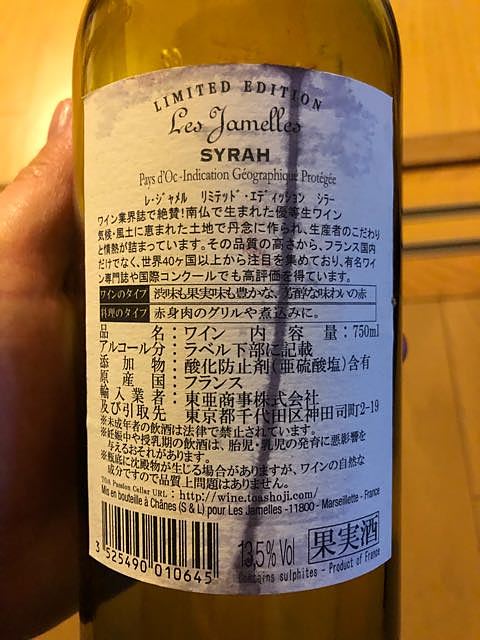 LIMITED EDITION
Les Jamelles
SYRAH
Pays d'Oc-Indication Géographique Protégée
レ・ジャメル リミテッド・エディッション シラー
ワイン業界誌で絶賛!南仏で生まれた優等生ワイン
気候・風土に恵まれた土地で丹念に作られ、生産者のこだわり
と情熱が詰まっています。その品質の高さから、フランス国内
だけでなく、世界40ヶ国以上から注目を集めており、有名ワイ
ン専門誌や国際コンクールでも高評価を得ています。
ワインのタイプ 渋味も果実味も豊かな、芳醇な味わいの赤
料理のタイプ 赤身肉のグリルや煮込みに。
品名:ワイン 内容量:750ml
アルコール分:ラベル下部に記載
添加物:酸化防止剤(亜硫酸塩)含有
原産国:フランス
輸入業者:東亜商事株式会社
及び引取先 東京都千代田区神田司町2-19
※未成年者の飲酒は法律で禁止されています。
※妊娠中や授乳期の飲酒は、胎児・乳児の発育に悪影響を
与えるおそれがあります。
※瓶底に沈殿物が生じる場合がありますが、ワインの自然な
成分ですので品質上問題はありません。
TOA Passion Cellar URL:http://wine.toashoji.com/
Mis en bouteille à Chânes (S & L) pour Les Jamelles -11800 - Marseillette - France
3 525490 010645
13,5% Vol
果実酒
Contains sulphites - Product of France